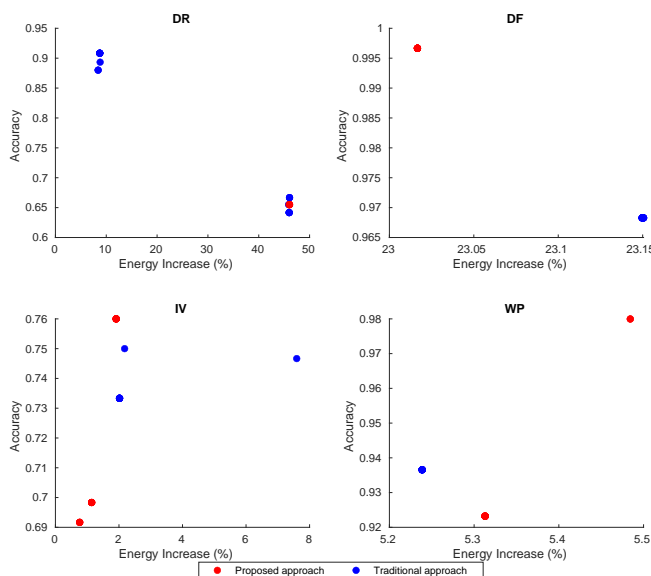 DR
0.95
0.9
0.85
0.8
0.75
0.7
0.65
0.6
Accuracy
0 10 20 30 40 50
Energy Increase (%)
DF
1
0.995
0.99
0.985
0.98
0.975
0.97
0.965
Accuracy
23 23.05 23.1 23.15
Energy Increase (%)
IV
0.76
0.75
0.74
0.73
0.72
0.71
0.7
0.69
Accuracy
0 2 4 6 8
Energy Increase (%)
WP
0.98
0.97
0.96
0.95
0.94
0.93
0.92
Accuracy
5.2 5.3 5.4 5.5
Energy Increase (%)
Proposed approach Traditional approach